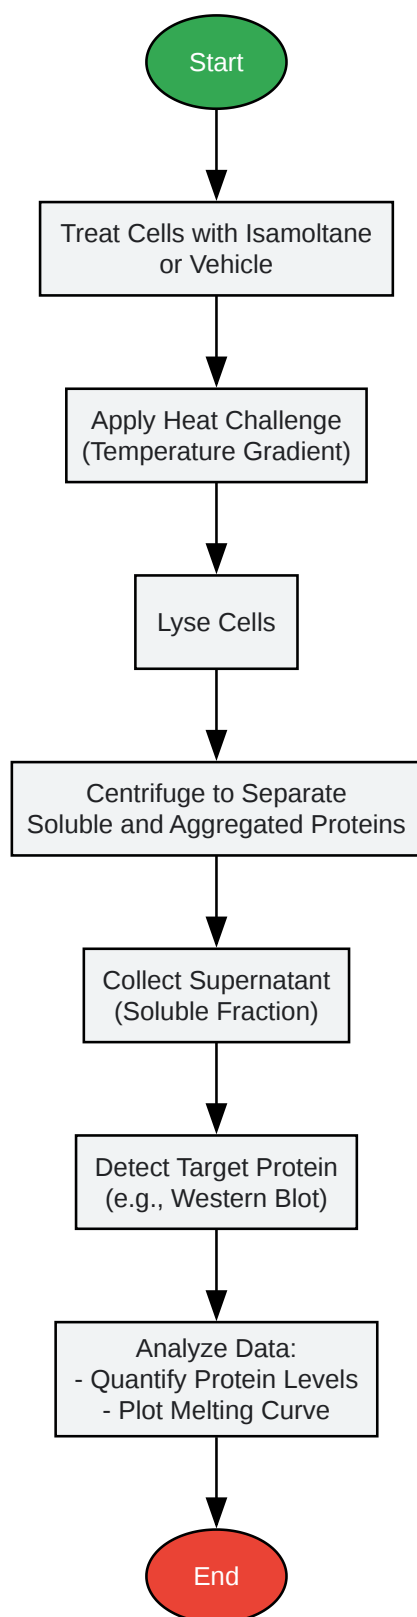 Start
Treat Cells with Isamoltane
or Vehicle
Apply Heat Challenge
(Temperature Gradient)
Lyse Cells
Centrifuge to Separate
Soluble and Aggregated Proteins
Collect Supernatant
(Soluble Fraction)
Detect Target Protein
(e.g., Western Blot)
Analyze Data:
- Quantify Protein Levels
- Plot Melting Curve
End